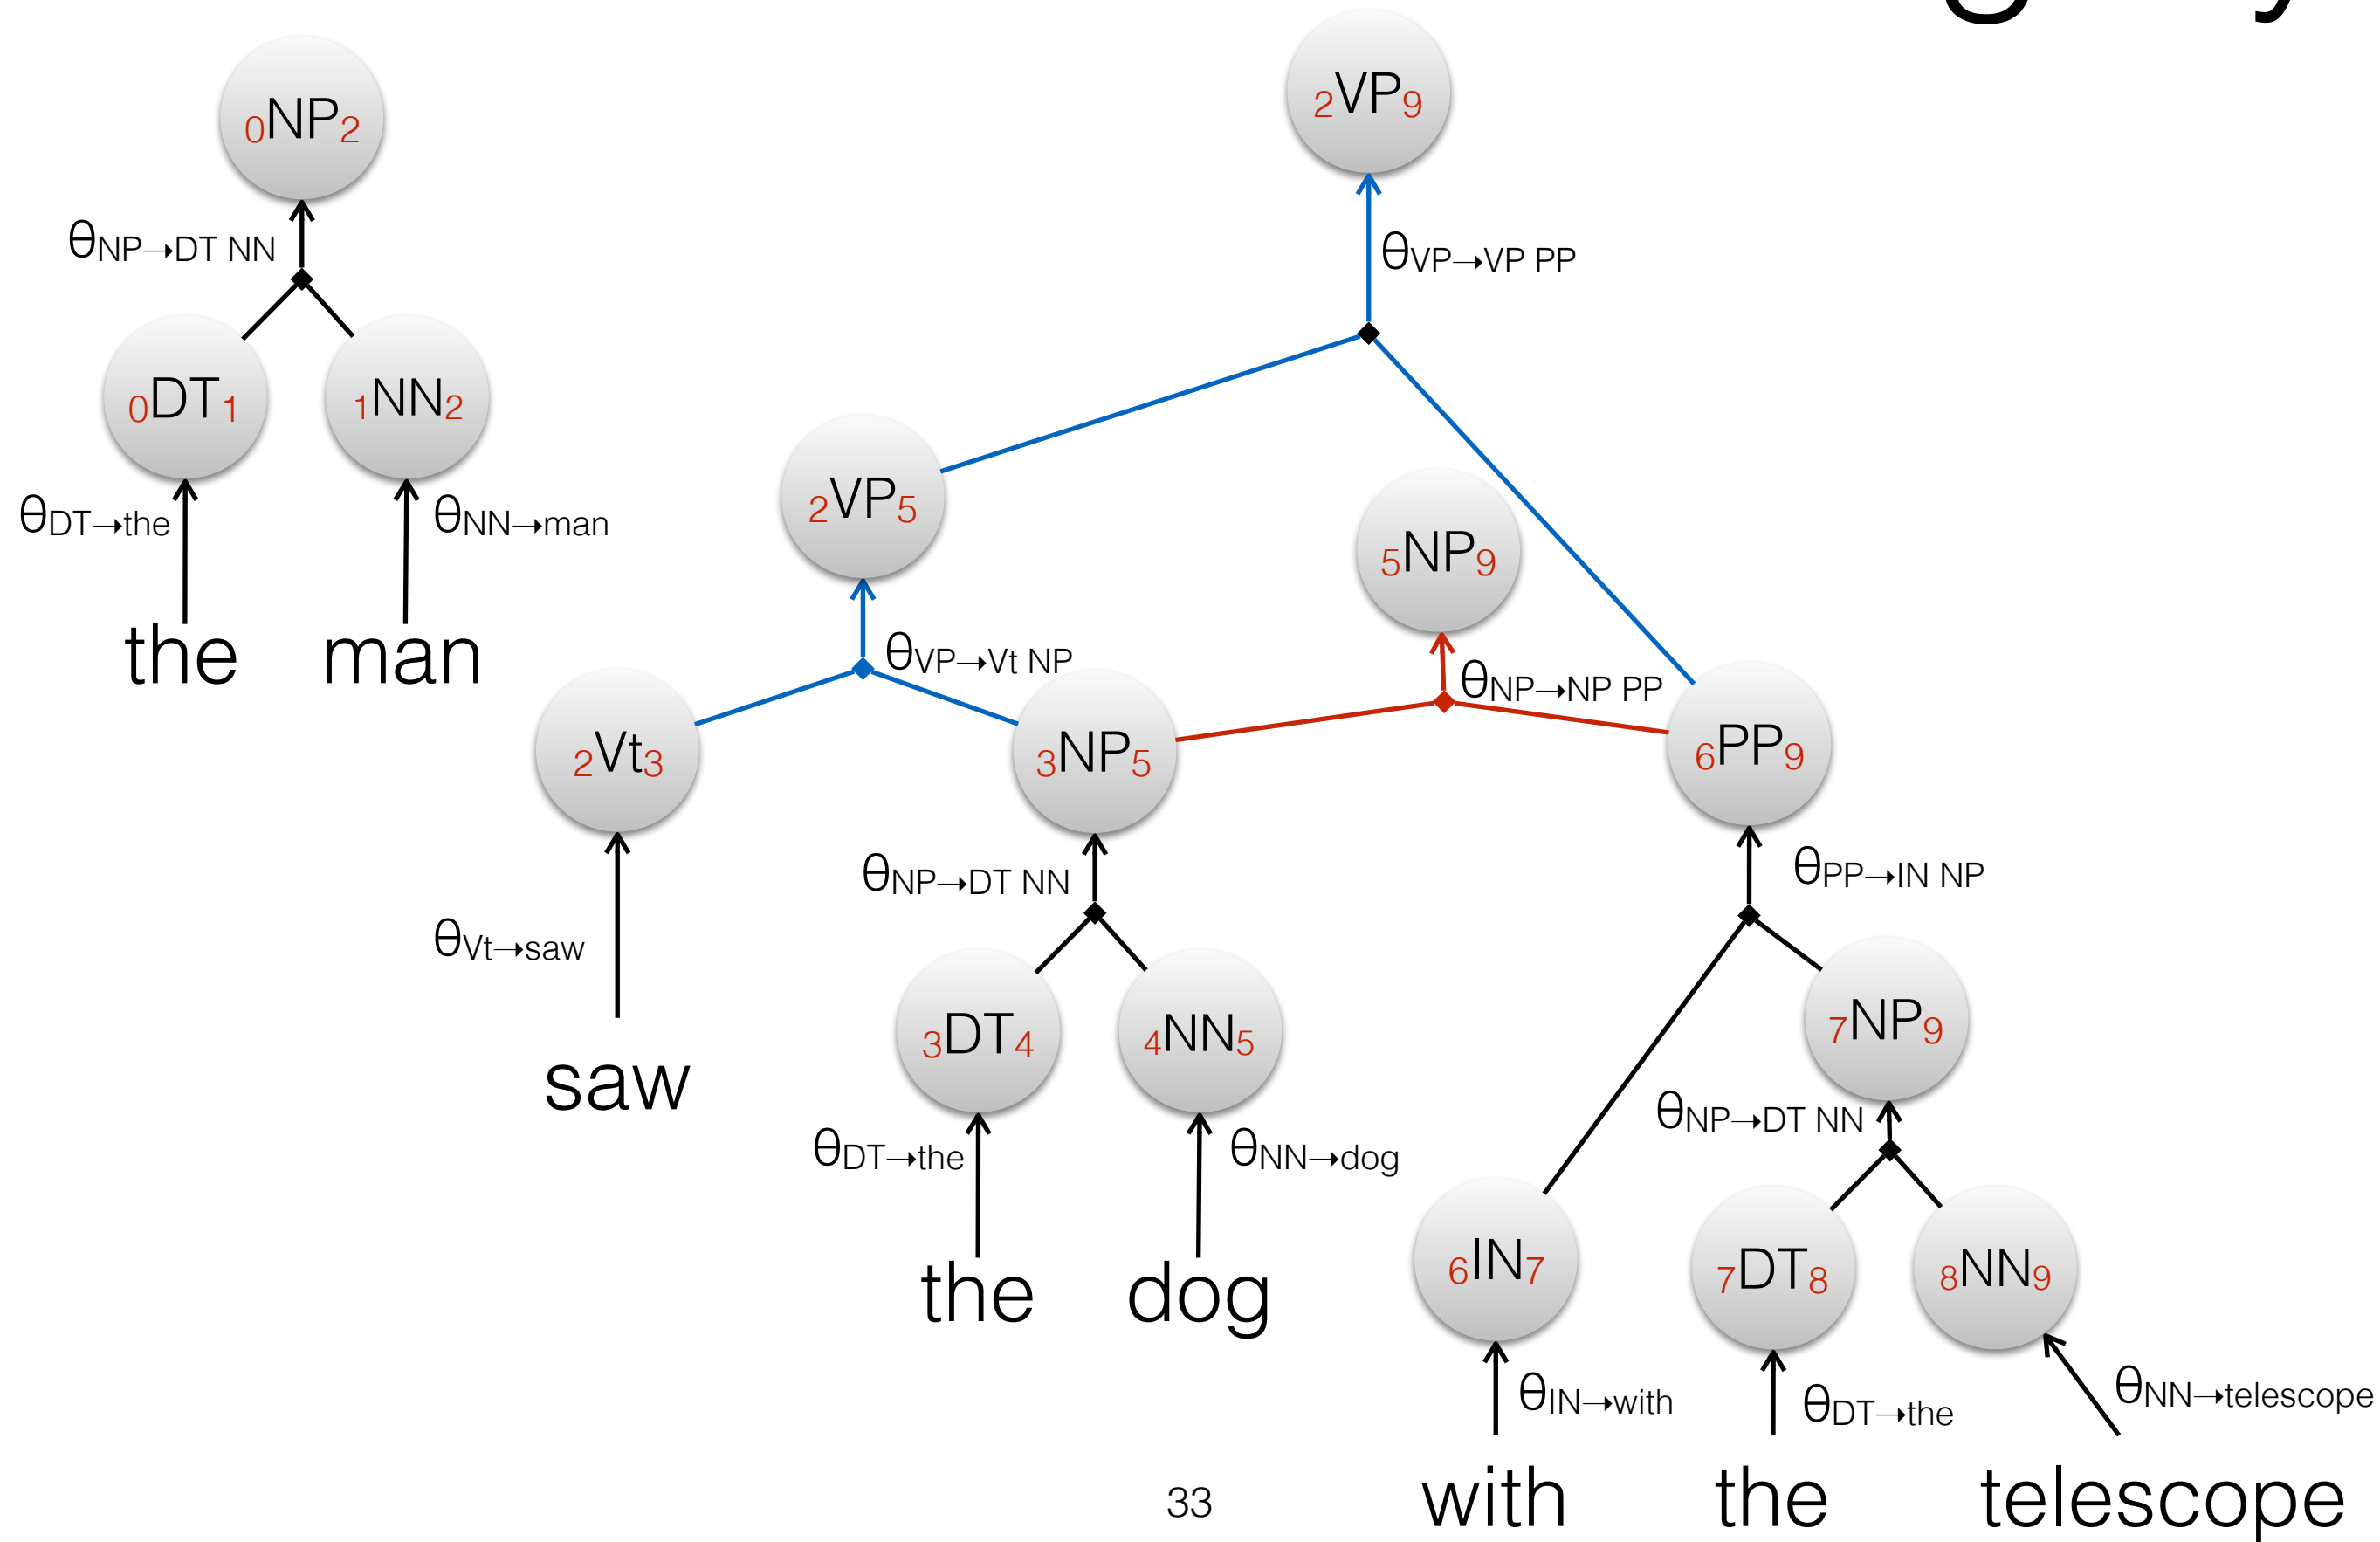 0NP2
2VP9
θNP→DT NN
θVP→VP PP
0DT1 1NN2
2VP5
5NP9
θDT→the θNN→man
the man
θVP→Vt NP
θNP→NP PP
2Vt3 3NP5 6PP9
θNP→DT NN
θPP→IN NP
θVt→saw
3DT4 4NN5 7NP9
saw
θNP→DT NN
θDT→the θNN→dog
the dog
6IN7 7DT8 8NN9
θIN→with θDT→the θNN→telescope
with the telescope
33